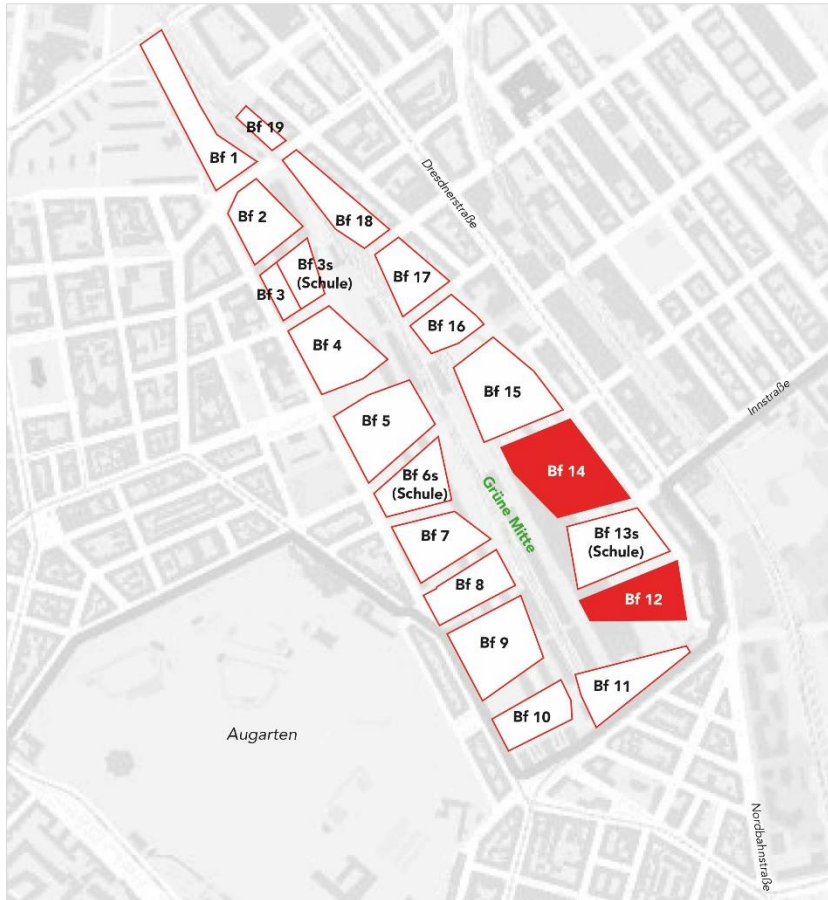 Bf 19
Bf 1
Dresdnerstraße
Bf 2
Bf 18
Bf 3s
(Schule)
Bf 3
Bf 17
Bf 16
Bf 4
Bf 15
Innstraße
Bf 5
Bf 14
Bf 6s
(Schule)
Grüne Mitte
Bf 7
Bf 13s
(Schule)
Bf 8
Bf 12
Bf 9
Bf 11
Bf 10
Augarten
Nordbahnstraße